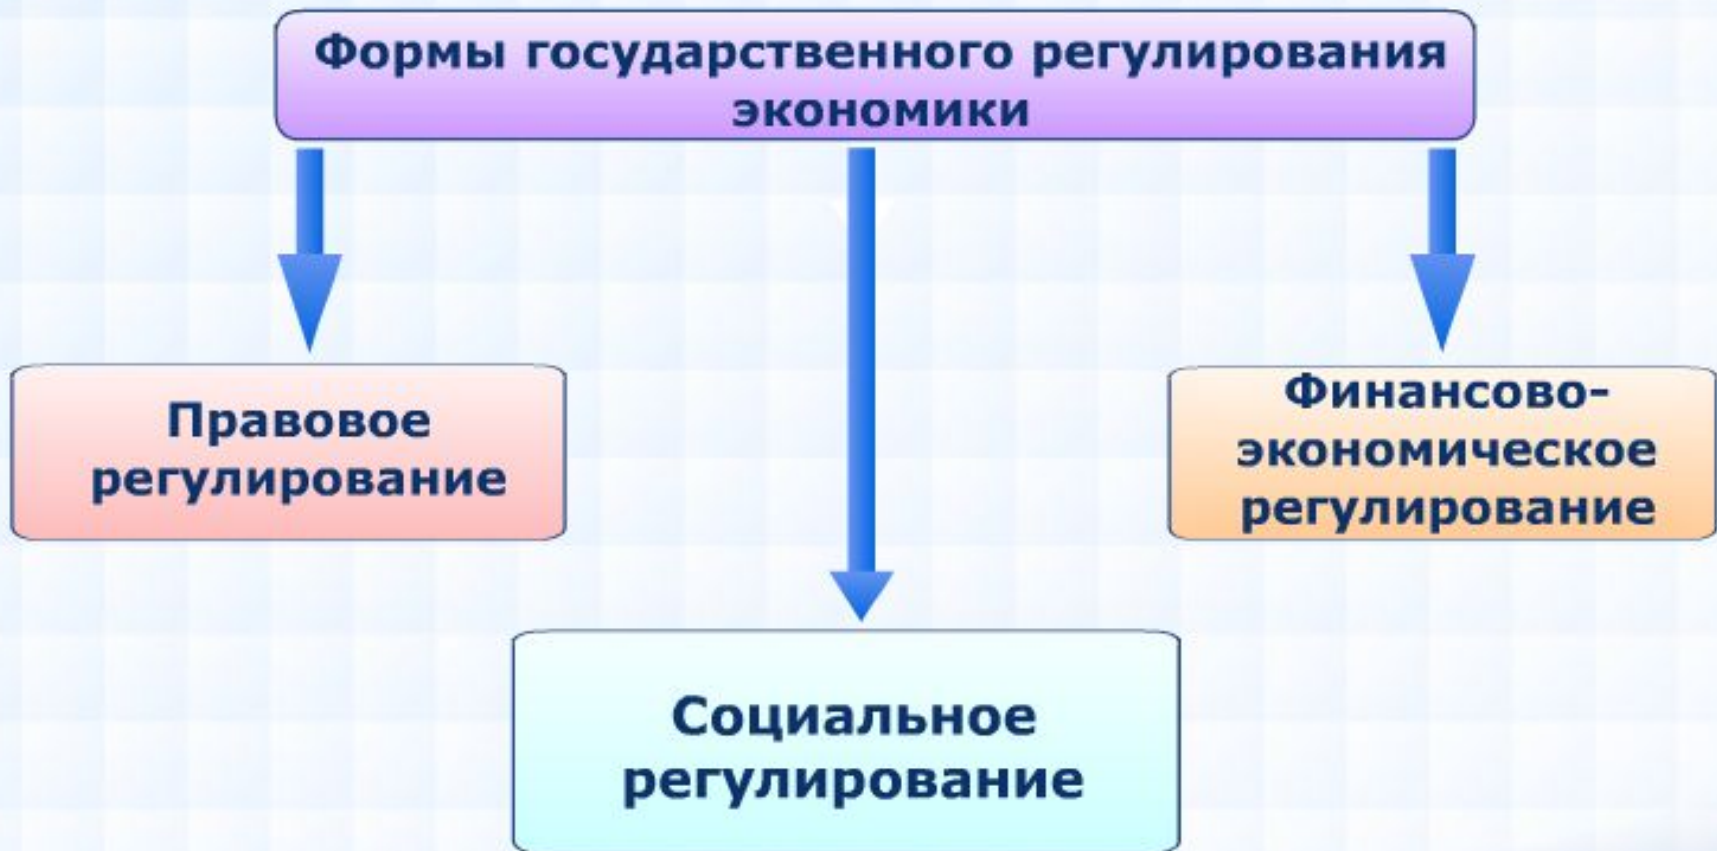 Формы государственного регулирования
экономики
Правовое
регулирование
Финансово-
экономическое
регулирование
Социальное
регулирование